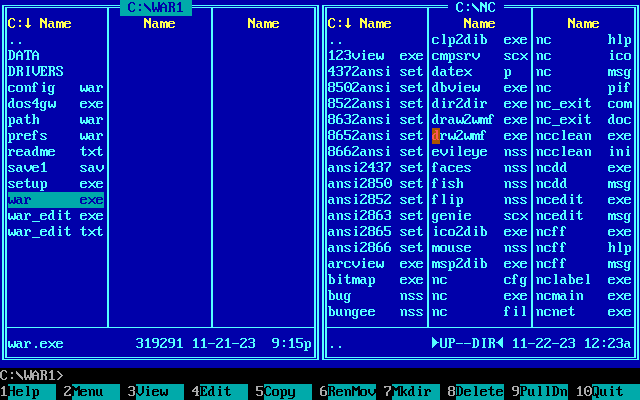 C:\WAR1 C:\NC
C:↓ Name Name Name C:↓ Name Name Name
.. .. clp2dib exe nc hlp
DATA 123view exe cmpsrv scx nc ico
DRIVERS 4372ansi set datex p nc msg
config war 8502ansi set dbview exe nc pif
dos4gw exe 8522ansi set dir2dir exe nc_exit com
path war 8632ansi set draw2wmf exe nc_exit doc
prefs war 8652ansi set drw2wmf exe ncclean exe
readme txt 8662ansi set evileye nss ncclean ini
save1 sav ansi2437 set faces nss ncdd exe
setup exe ansi2850 set fish nss ncdd msg
war exe ansi2852 set flip nss ncedit exe
war_edit exe ansi2863 set genie scx ncedit msg
war_edit txt ansi2865 set ico2dib exe ncff exe
ansi2866 set mouse nss ncff hlp
arcview exe msp2dib exe ncff msg
bitmap exe nc cfg nclabel exe
bug nss nc exe ncmain exe
bungee nss nc fil ncnet exe
war.exe 319291 11-21-23 9:15p .. ►UP--DIR◄ 11-22-23 12:23a
C:\WAR1>
1Help 2Menu 3View 4Edit 5Copy 6RenMov 7Mkdir 8Delete 9PullDn 10Quit